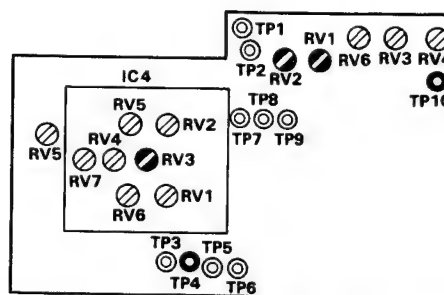 TP1
TP2
RV2
RV1
RV6
RV3
RV4
TP10
IC4
RV5
RV5
RV2
RV4
RV7
RV3
RV6
RV1
TP7
TP8
TP9
TP3
TP4
TP5
TP6